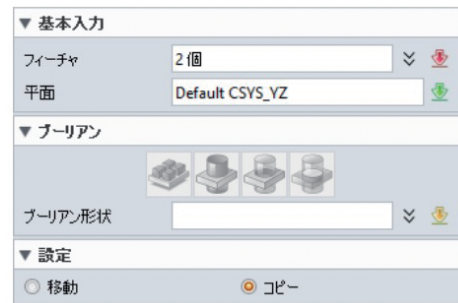 ▼ 基本入力
フィーチャ 2 個
平面 Default CSYS_YZ
▼ ブーリアン
ブーリアン形状
▼ 設定
移動 コピー